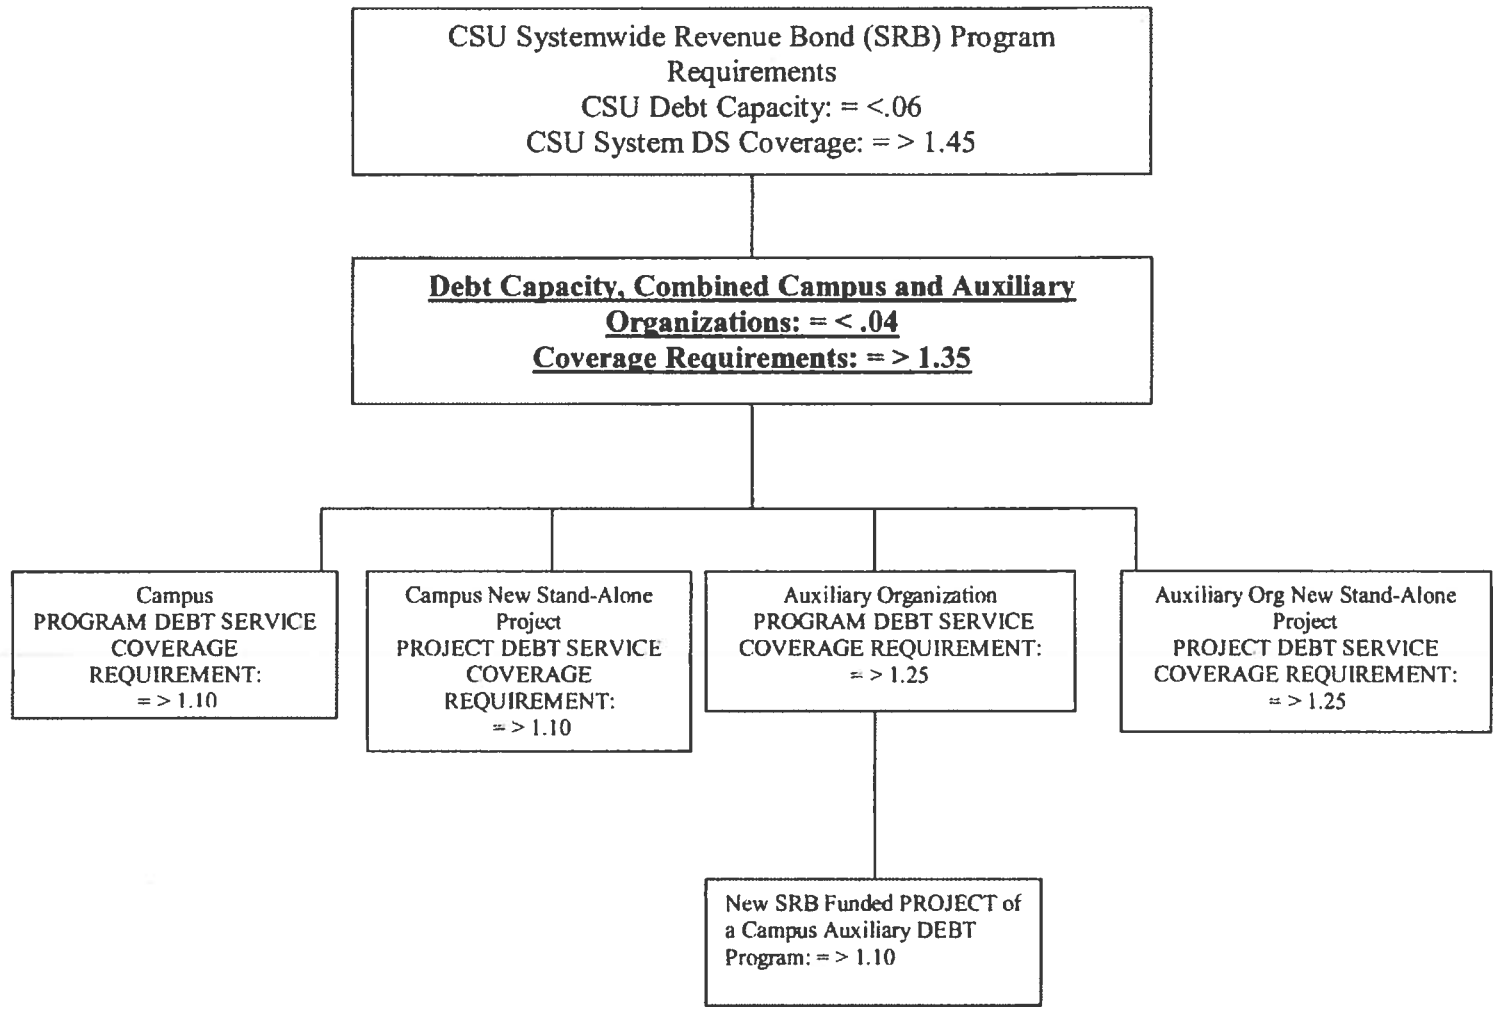 CSU Systemwide Revenue Bond (SRB) Program
Requirements
CSU Debt Capacity: = <.06
CSU System DS Coverage: = > 1.45
Debt Capacity, Combined Campus and Auxiliary
Organizations: = < .04
Coverage Requirements: = > 1.35
Campus
PROGRAM DEBT SERVICE
COVERAGE
REQUIREMENT:
= > 1.10
Campus New Stand-Alone
Project
PROJECT DEBT SERVICE
COVERAGE
REQUIREMENT:
= > 1.10
Auxiliary Organization
PROGRAM DEBT SERVICE
COVERAGE REQUIREMENT:
= > 1.25
Auxiliary Org New Stand-Alone
Project
PROJECT DEBT SERVICE
COVERAGE REQUIREMENT:
= > 1.25
New SRB Funded PROJECT of
a Campus Auxiliary DEBT
Program: = > 1.10